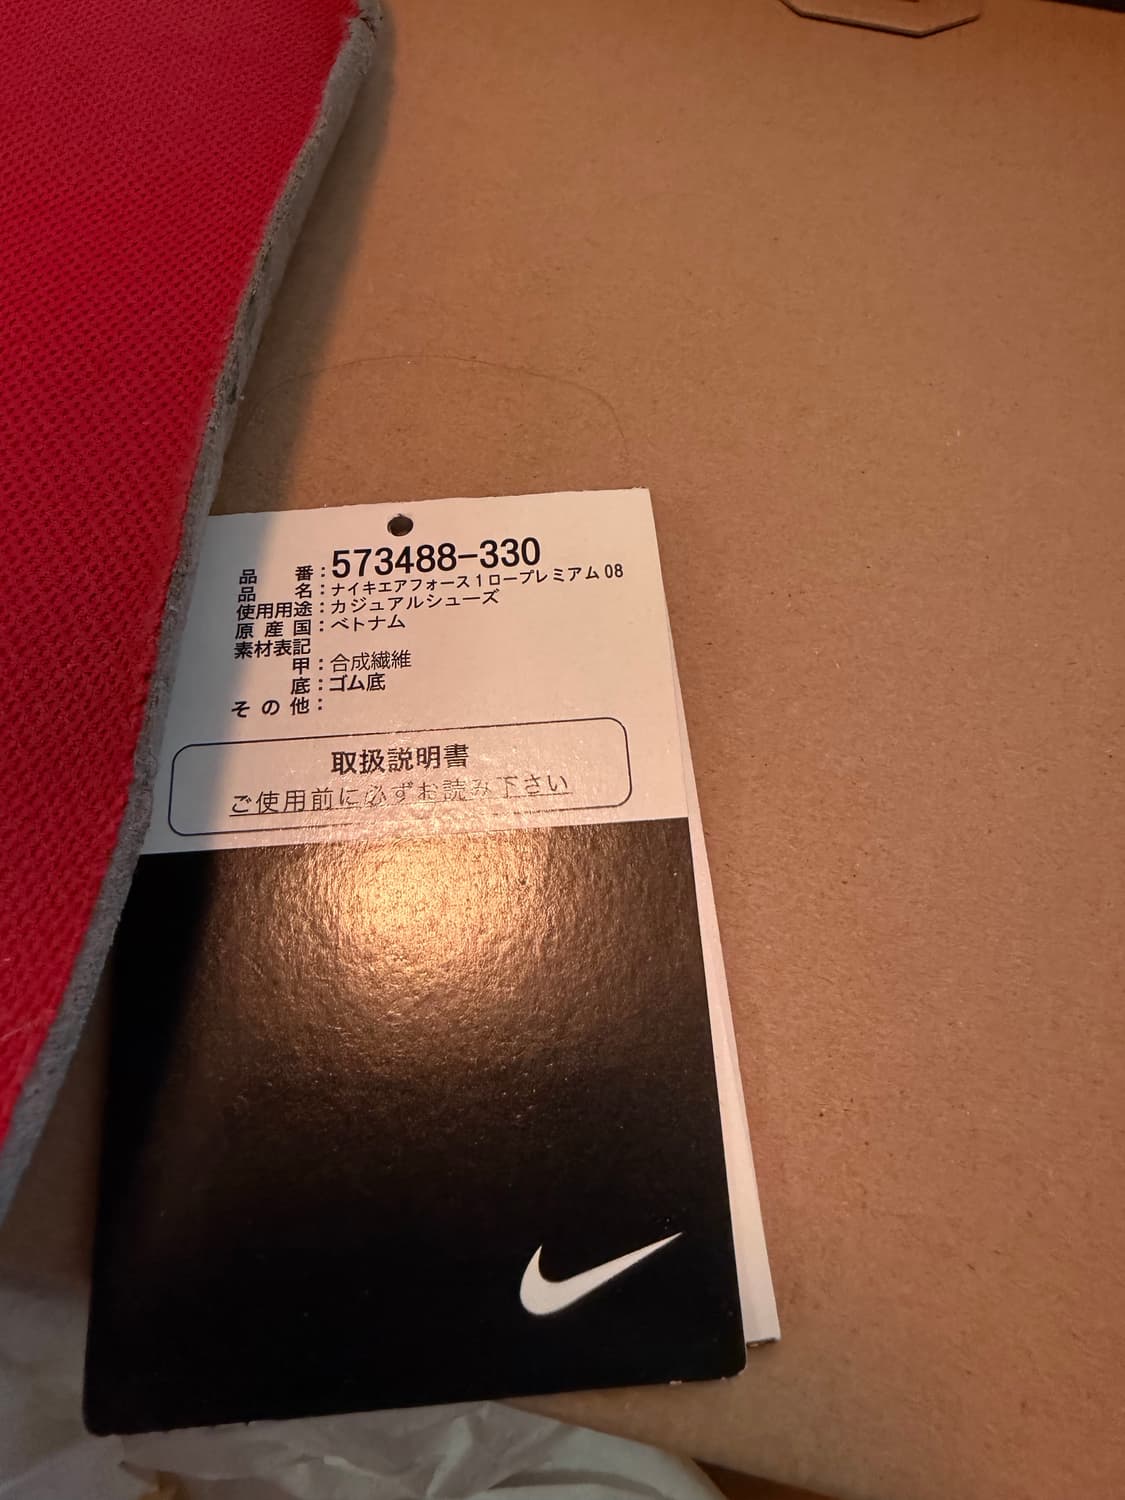 品番：573488-330
品名：ナイキエアフォース1ロープレミアム08
使用用途：カジュアルシューズ
原産国：ベトナム
素材表記
甲：合成繊維
底：ゴム底
その他：
取扱説明書
ご使用前に必ずお読み下さい